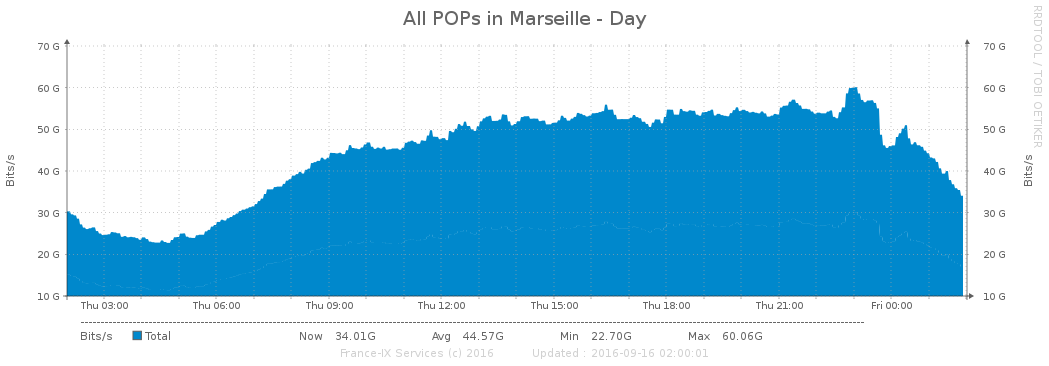 All POPs in Marseille - Day
RRDTOOL / TOBI OETIKER
70 G 70 G
60 G 60 G
50 G 50 G
40 G 40 G
30 G 30 G
20 G 20 G
10 G 10 G
Bits/s Bits/s
Thu 03:00 Thu 06:00 Thu 09:00 Thu 12:00 Thu 15:00 Thu 18:00 Thu 21:00 Fri 00:00
Bits/s Total Now 34.01G Avg 44.57G Min 22.70G Max 60.06G
France-IX Services (c) 2016 Updated : 2016-09-16 02:00:01